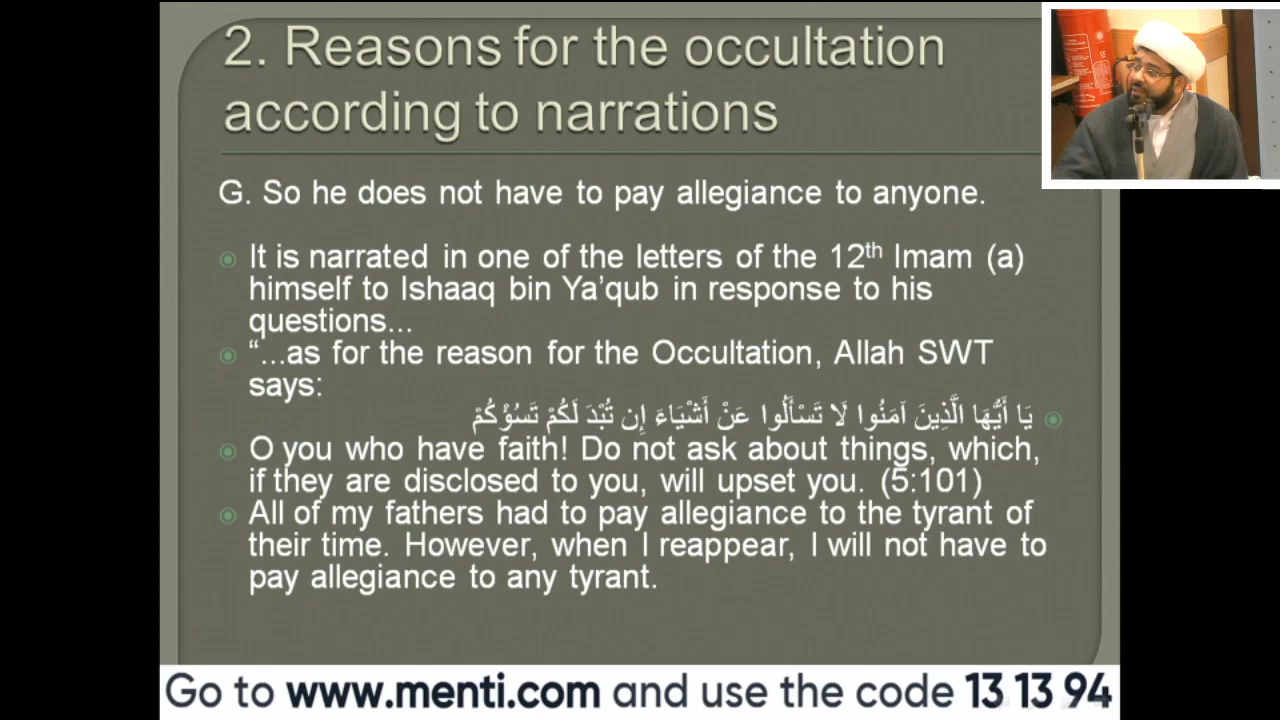 2. Reasons for the occultation
according to narrations
G. So he does not have to pay allegiance to anyone.
It is narrated in one of the letters of the 12th Imam (a)
himself to Ishaaq bin Ya’qub in response to his
questions...
“...as for the reason for the Occultation, Allah SWT
says:
يَا أَيُّهَا الَّذِينَ آمَنُوا لَا تَسْأَلُوا عَنْ أَشْيَاءَ إِن تُبْدَ لَكُمْ تَسُؤْكُمْ
O you who have faith! Do not ask about things, which,
if they are disclosed to you, will upset you. (5:101)
All of my fathers had to pay allegiance to the tyrant of
their time. However, when I reappear, I will not have to
pay allegiance to any tyrant.
Go to www.menti.com and use the code 13 13 94